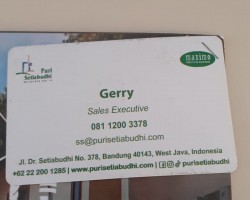 Puri
Setiabudhi
maximo
Gerry
Sales Executive
081 1200 3378
ss@purisetiabudhi.com
Jl. Dr. Setiabudhi No. 378, Bandung 40143, West Java, Indonesia
+62 22 200 1285 | www.purisetiabudhi.com | purisetiabudhi